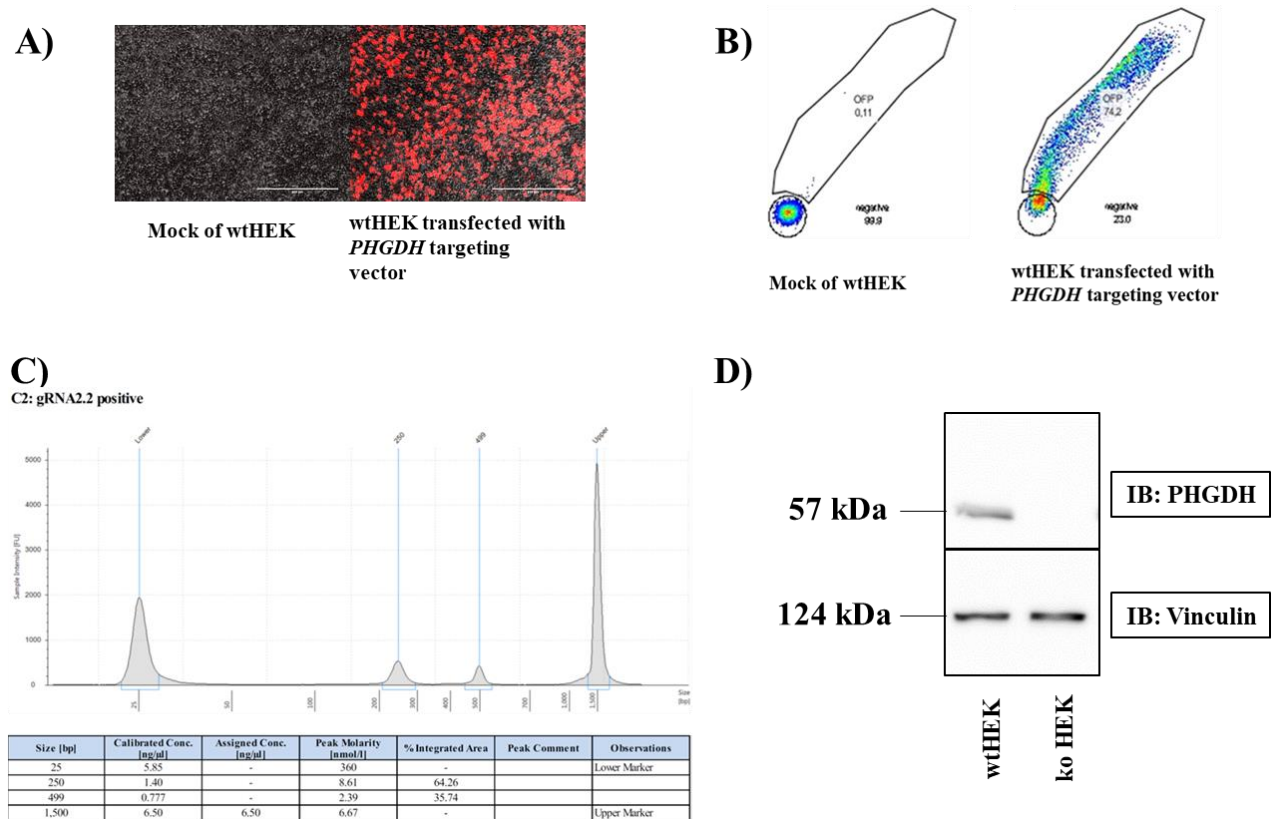 A)
Mock of wtHEK
wtHEK transfected with
PHGDH targeting
vector
B)
OFP
0,11
negative
99.9
Mock of wtHEK
OFP
74,2
negative
23.0
wtHEK transfected with
PHGDH targeting vector
C)
C2: gRNA2.2 positive
Lower
250
499
Upper
Sample Intensity [FU]
5000
4000
3000
2000
1000
0
25
50
100
200
300
400
500
700
1,000
1,500
Size
[bp]
Size [bp] Calibrated Conc. [ng/µl] Assigned Conc. [ng/µl] Peak Molarity [nmol/l] % Integrated Area Peak Comment Observations
25 5.85 - 360 - Lower Marker
250 1.40 - 8.61 64.26
499 0.777 - 2.39 35.74
1,500 6.50 6.50 6.67 - Upper Marker
D)
57 kDa
IB: PHGDH
124 kDa
IB: Vinculin
wtHEK
ko HEK